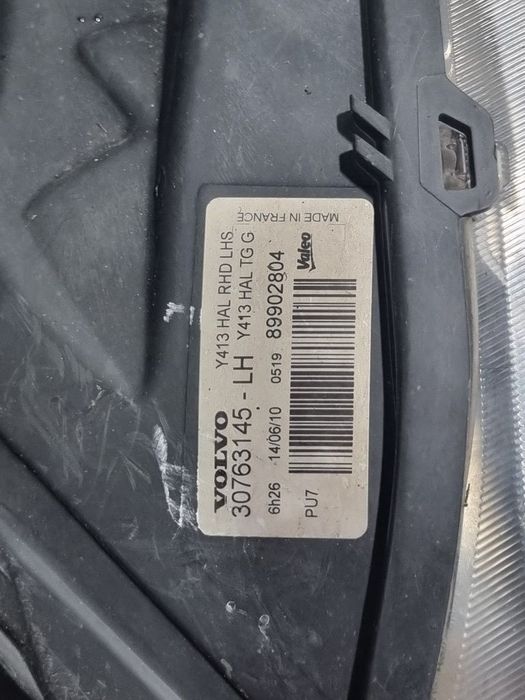 VOLVO
Y413 HAL RHD LHS
30763145 - LH Y413 HAL TG G
6h26 14/06/10 0519 89902804
PU7
Valeo
MADE IN FRANCE